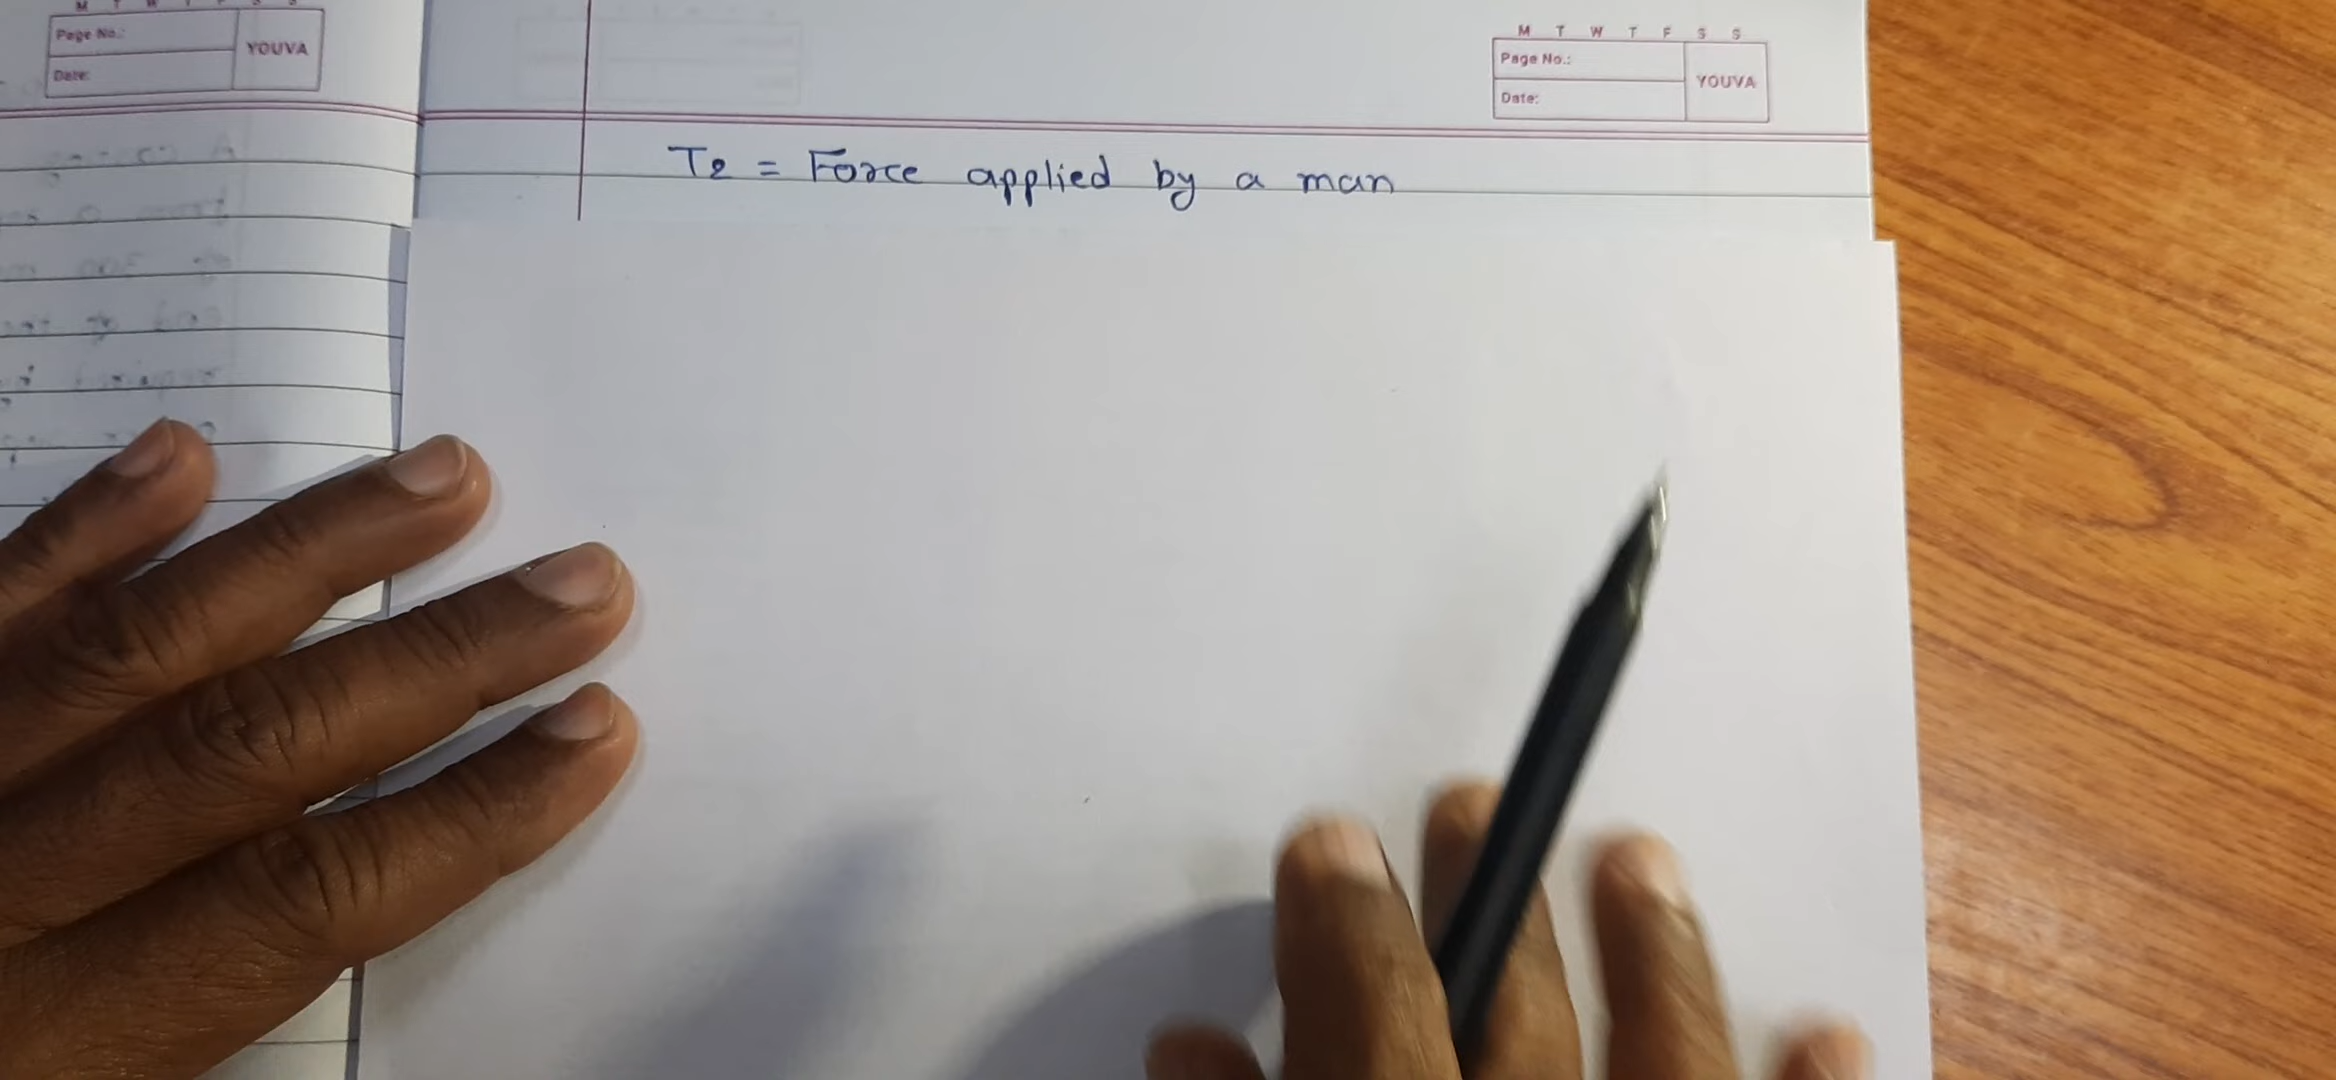 M T W T F S S
Page No.:
YOUVA
Date:
M T W T F S S
Page No.:
YOUVA
Date:
T2 = Force applied by a man